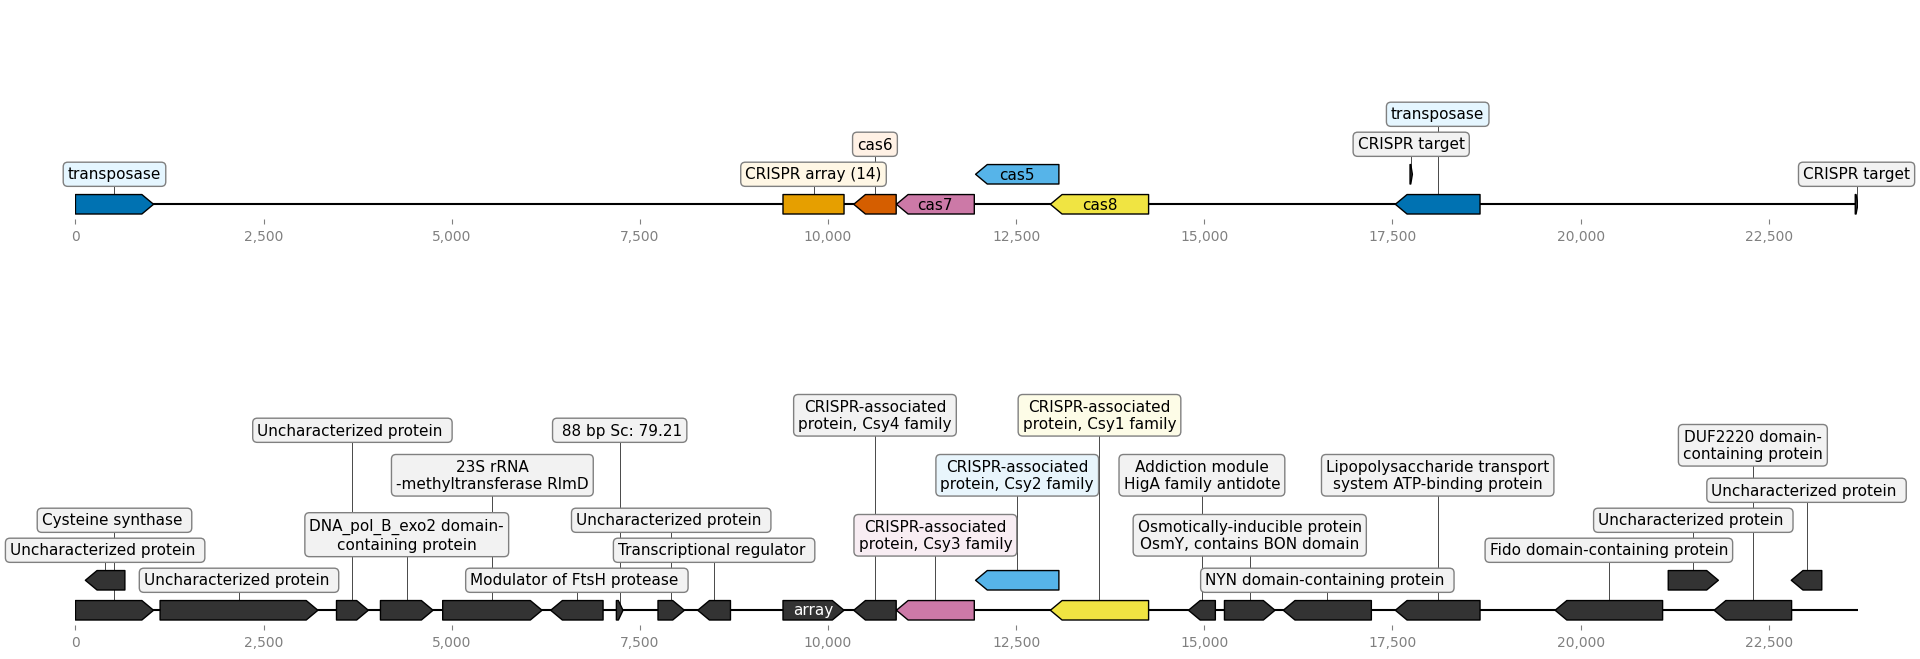 transposase
CRISPR target
cas6
transposase
CRISPR array (14)
cas5
CRISPR target
cas7
cas8
0
2,500
5,000
7,500
10,000
12,500
15,000
17,500
20,000
22,500
CRISPR-associated
protein, Csy4 family
CRISPR-associated
protein, Csy1 family
Uncharacterized protein
88 bp Sc: 79.21
DUF2220 domain-
containing protein
23S rRNA
-methyltransferase RlmD
CRISPR-associated
protein, Csy2 family
Addiction module
HigA family antidote
Lipopolysaccharide transport
system ATP-binding protein
Uncharacterized protein
Cysteine synthase
DNA_pol_B_exo2 domain-
containing protein
Uncharacterized protein
CRISPR-associated
protein, Csy3 family
Osmotically-inducible protein
OsmY, contains BON domain
Uncharacterized protein
Uncharacterized protein
Transcriptional regulator
Fido domain-containing protein
Uncharacterized protein
Modulator of FtsH protease
NYN domain-containing protein
array
0
2,500
5,000
7,500
10,000
12,500
15,000
17,500
20,000
22,500